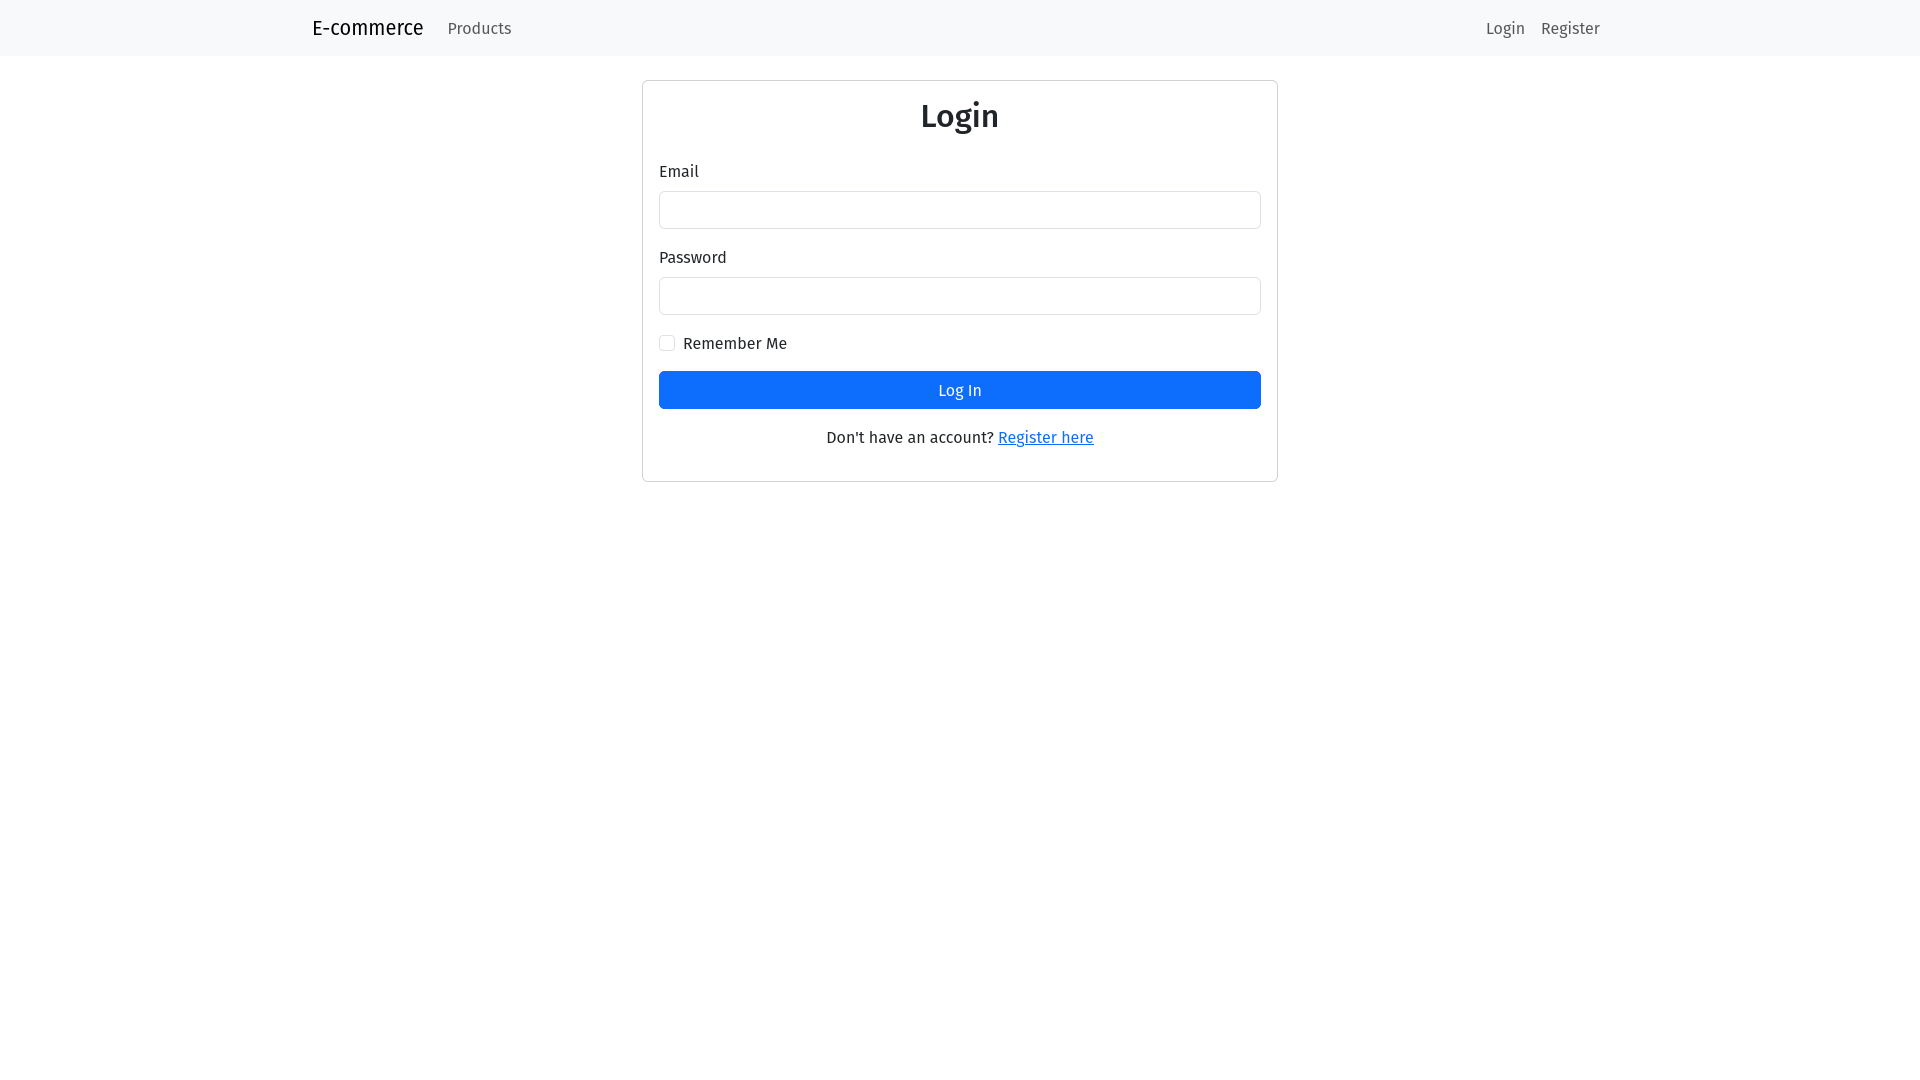 E-commerce Products Login Register
Login
Email
Password
Remember Me
Log In
Don't have an account? Register here